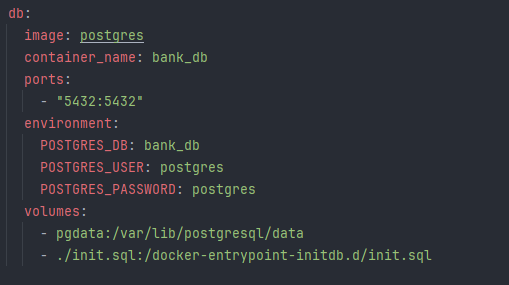 db:
  image: postgres
  container_name: bank_db
  ports:
    - "5432:5432"
  environment:
    POSTGRES_DB: bank_db
    POSTGRES_USER: postgres
    POSTGRES_PASSWORD: postgres
  volumes:
    - pgdata:/var/lib/postgresql/data
    - ./init.sql:/docker-entrypoint-initdb.d/init.sql